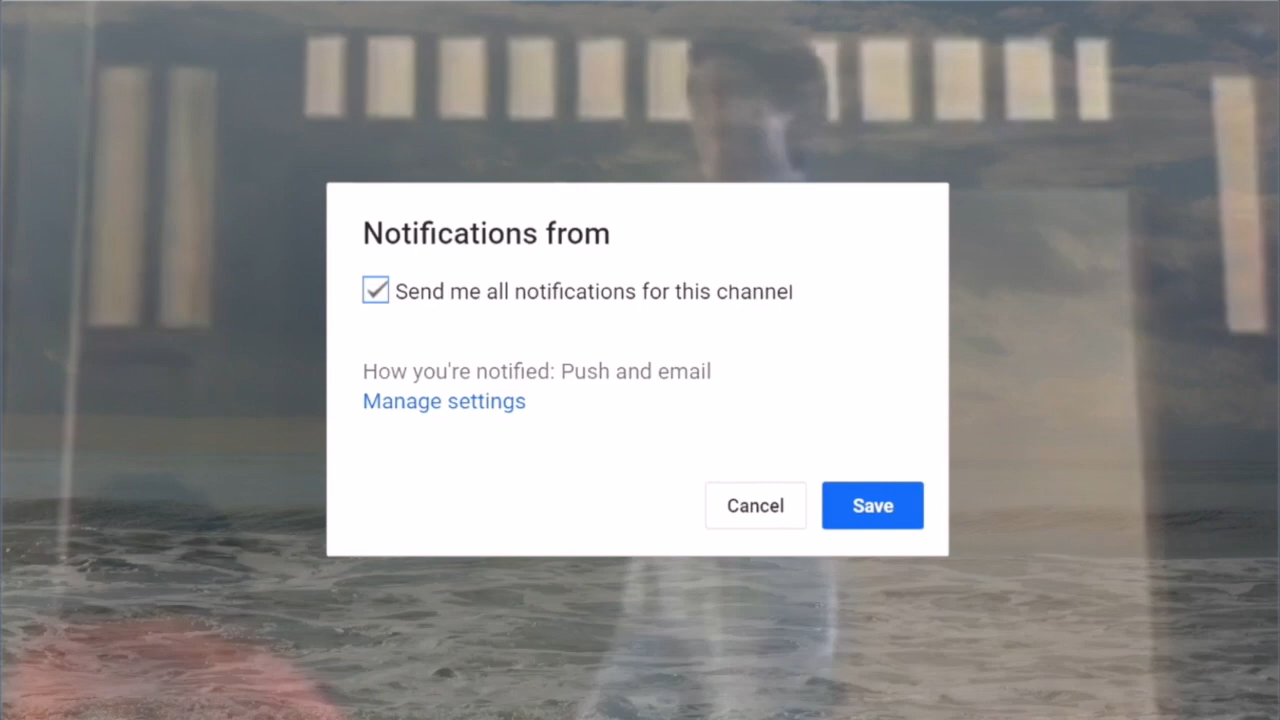 Notifications from
Send me all notifications for this channel
How you're notified: Push and email
Manage settings
Cancel
Save